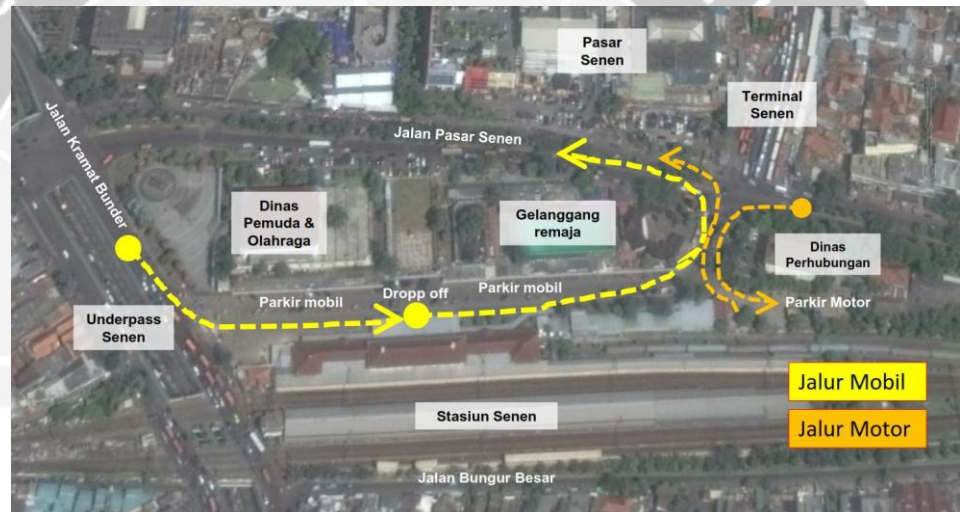 Pasar
Senen
Terminal
Senen
Jalan Pasar Senen
Jalan Kramat Bunder
Dinas
Pemuda &
Olahraga
Gelanggang
remaja
Dinas
Perhubungan
Parkir mobil
Dropp off
Parkir mobil
Parkir Motor
Underpass
Senen
Jalur Mobil
Stasiun Senen
Jalur Motor
Jalan Bungur Besar